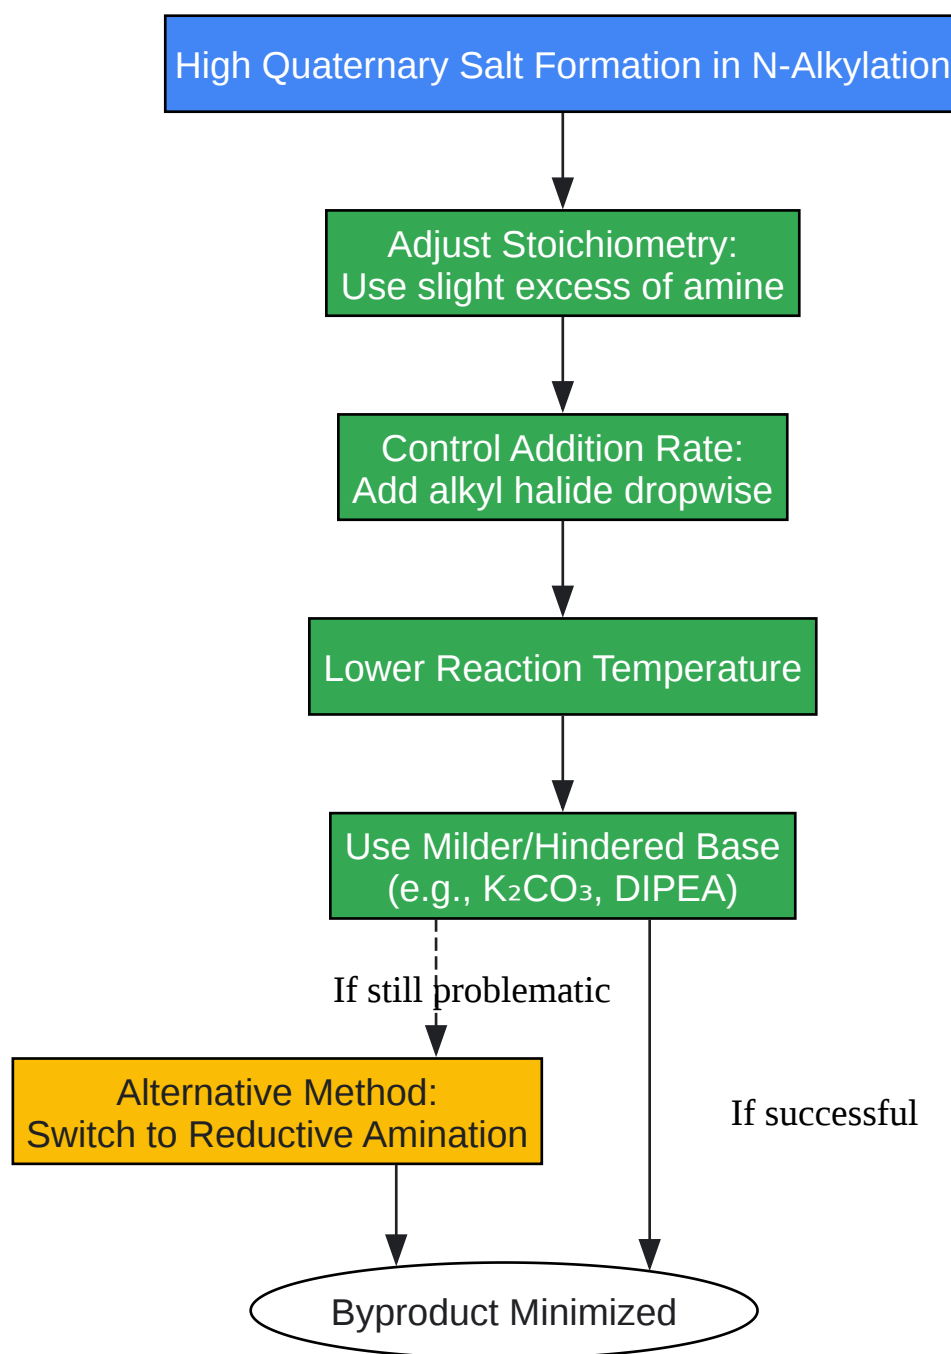 High Quaternary Salt Formation in N-Alkylation
Adjust Stoichiometry:
Use slight excess of amine
Control Addition Rate:
Add alkyl halide dropwise
Lower Reaction Temperature
Use Milder/Hindered Base
(e.g., K₂CO₃, DIPEA)
If still problematic
Alternative Method:
Switch to Reductive Amination
If successful
Byproduct Minimized